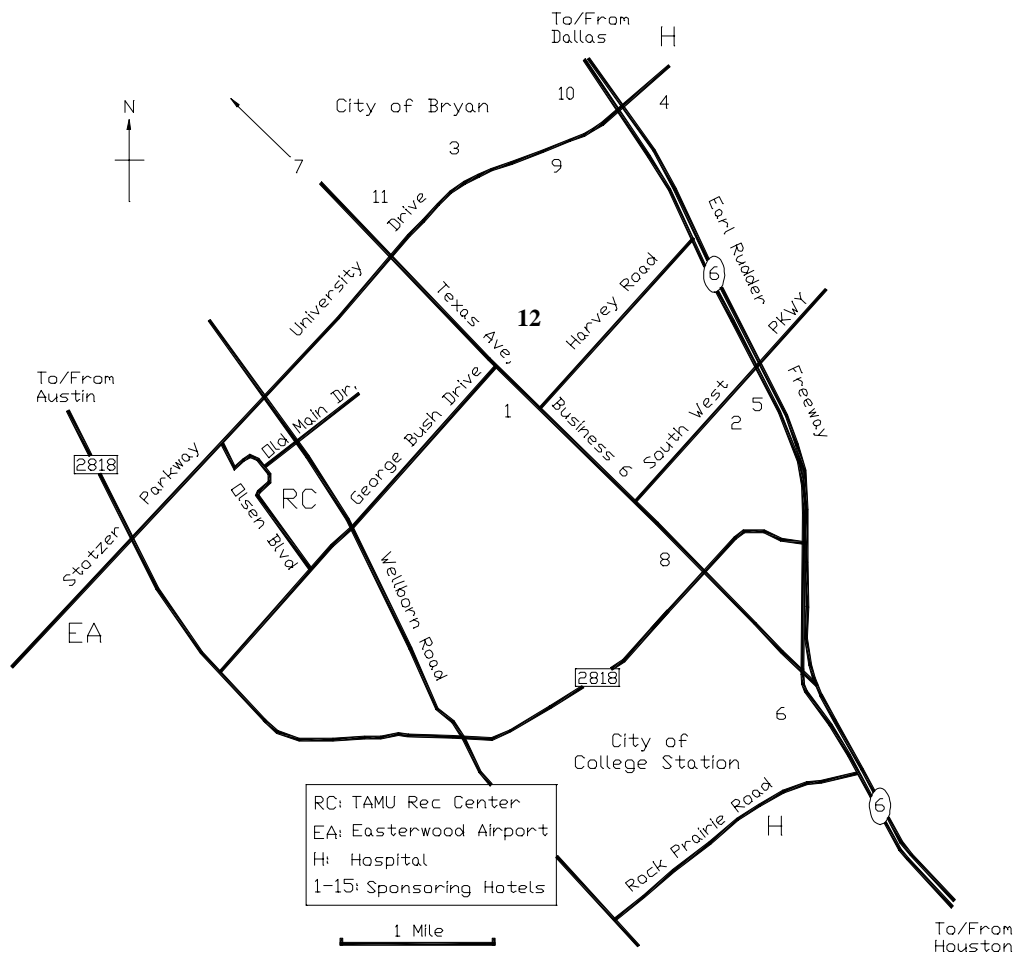 To/From
Dallas
H
10
City of Bryan
4
N
3
9
7
11
Drive
Earl Rudder
6
University
Texas Ave,
12
Harvey Road
PKWY
To/From
Austin
Freeway
Old Main Dr.
George Bush Drive
1
Business 6
South West
5
2
2818
Parkway
RC
Olsen Blvd
Stotzer
8
Wellborn Road
EA
2818
6
City of
College Station
Rock Prairie Road
H
6
RC: TAMU Rec Center
EA: Easterwood Airport
H: Hospital
1-15: Sponsoring Hotels
1 Mile
To/From
Houston